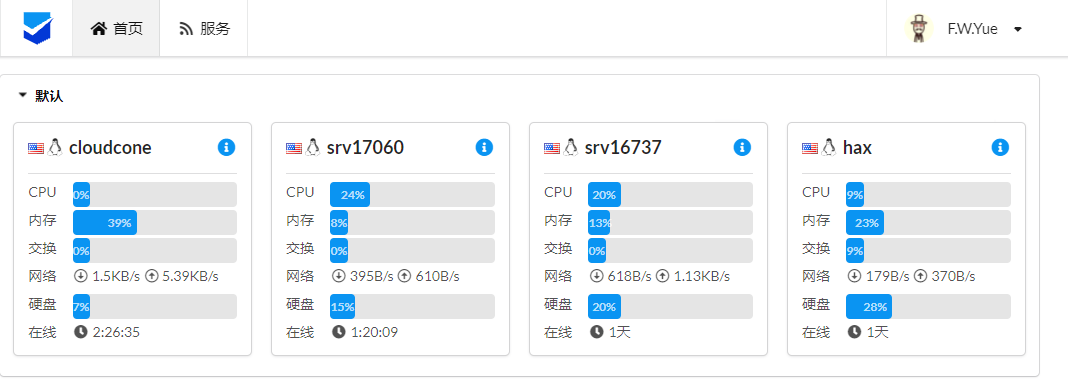 首页 服务 F.W.Yue
默认
cloudcone
CPU 0%
内存 39%
交换 0%
网络 1.5KB/s 5.39KB/s
硬盘 7%
在线 2:26:35
srv17060
CPU 24%
内存 8%
交换 0%
网络 395B/s 610B/s
硬盘 15%
在线 1:20:09
srv16737
CPU 20%
内存 13%
交换 0%
网络 618B/s 1.13KB/s
硬盘 20%
在线 1天
hax
CPU 9%
内存 23%
交换 9%
网络 179B/s 370B/s
硬盘 28%
在线 1天